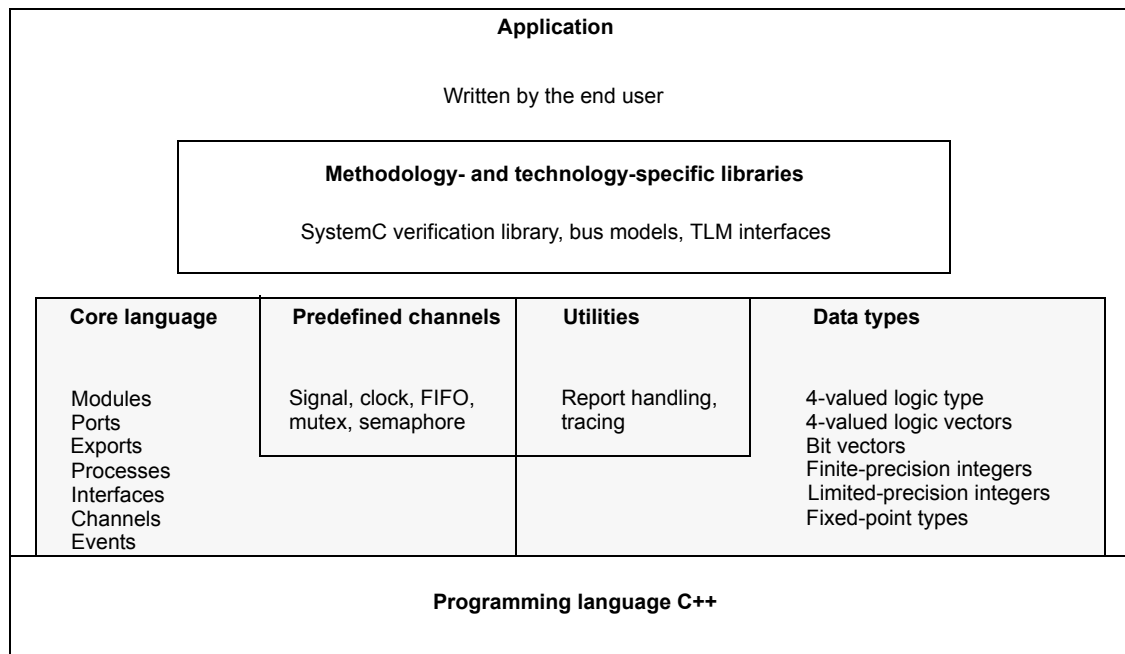 Application
Written by the end user
Methodology- and technology-specific libraries
SystemC verification library, bus models, TLM interfaces
Core language
Modules
Ports
Exports
Processes
Interfaces
Channels
Events
Predefined channels
Signal, clock, FIFO,
mutex, semaphore
Utilities
Report handling,
tracing
Data types
4-valued logic type
4-valued logic vectors
Bit vectors
Finite-precision integers
Limited-precision integers
Fixed-point types
Programming language C++